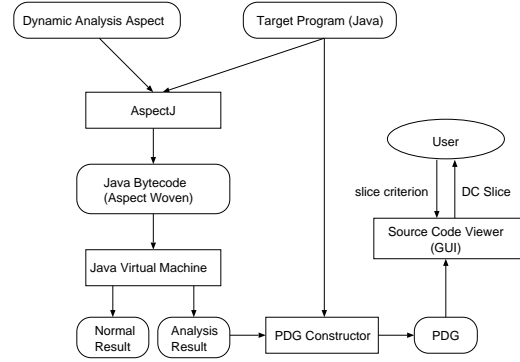 Dynamic Analysis Aspect
Target Program (Java)
AspectJ
User
Java Bytecode
(Aspect Woven)
slice criterion
DC Slice
Source Code Viewer
(GUI)
Java Virtual Machine
Normal
Result
Analysis
Result
PDG Constructor
PDG